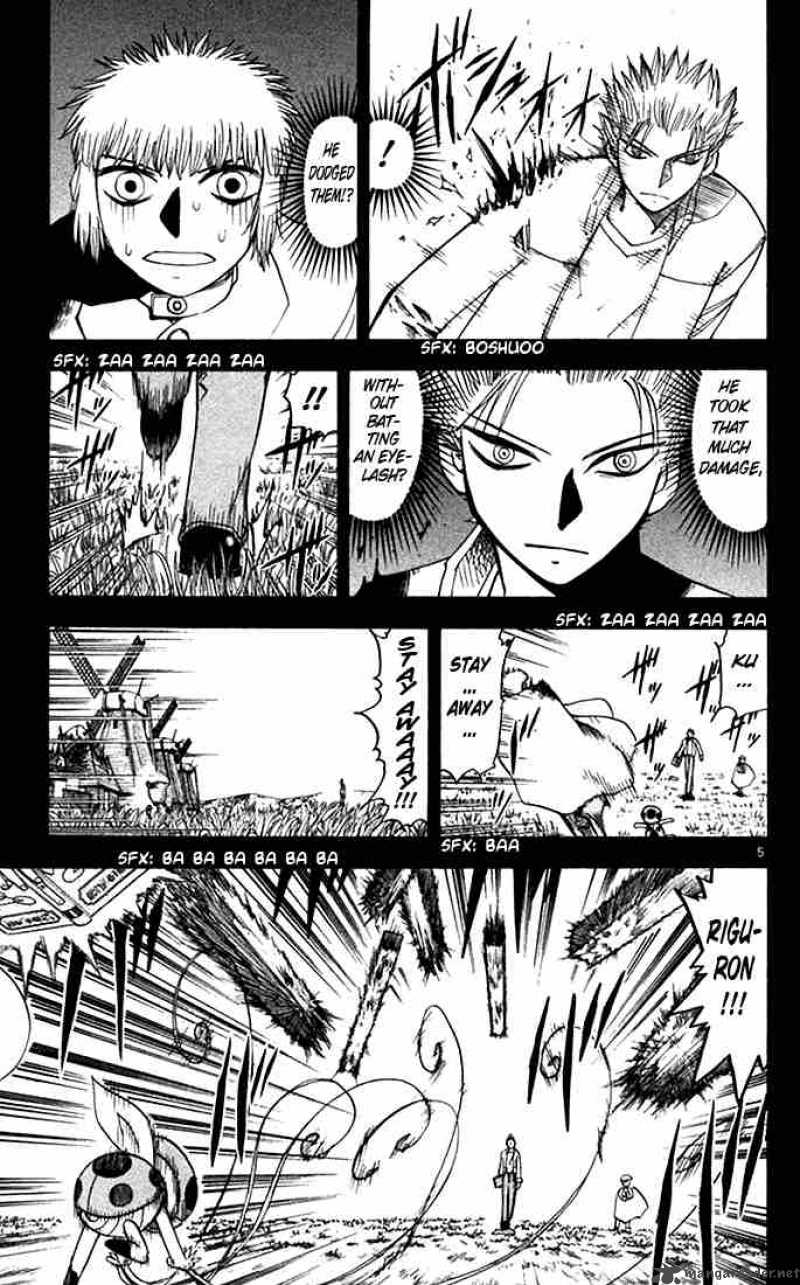 !
SFX: BOSHUOO
HE
DODGED
THEM!?
SFX: ZAA ZAA ZAA ZAA
HE
TOOK
THAT
MUCH
DAMAGE,
WITH-
OUT
BAT-
TING
AN EYE-
LASH?
!!
SFX: ZAA ZAA ZAA ZAA
KU
...
STAY
...
AWAY
...
SFX: BAA
STAY
AWAAAY!!!
5
SFX: BA BA BA BA BA BA
RIGU-
RON
!!!